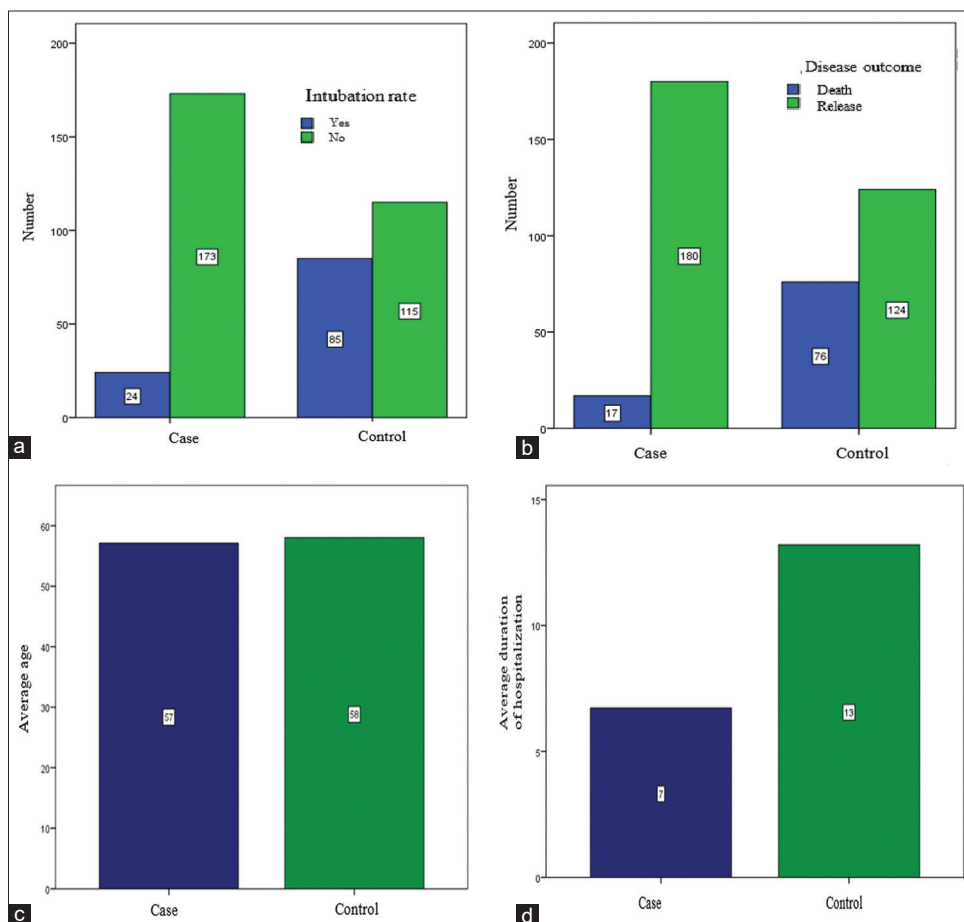 200
150
100
50
0
Number
Intubation rate
Yes
No
24
173
85
115
Case
Control
a
200
150
100
50
0
Number
, Disease outcome
Death
Release
17
180
76
124
Case
Control
b
60
50
40
30
20
10
0
Average age
57
58
Case
Control
c
15
10
5
0
Average duration
of hospitalization
7
13
Case
Control
d